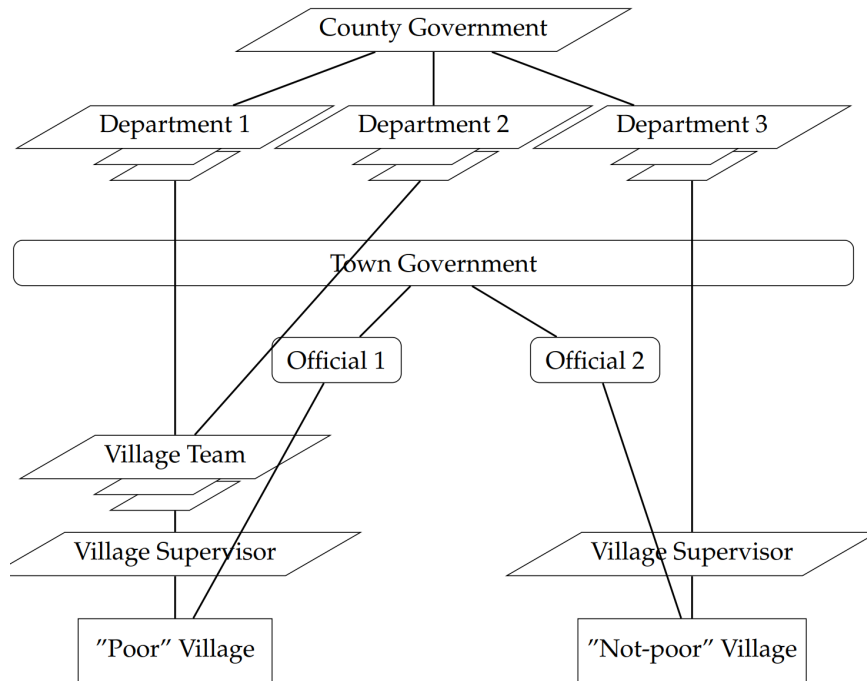 County Government
Department 1
Department 2
Department 3
Town Government
Official 1
Official 2
Village Team
Village Supervisor
Village Supervisor
”Poor” Village
”Not-poor” Village